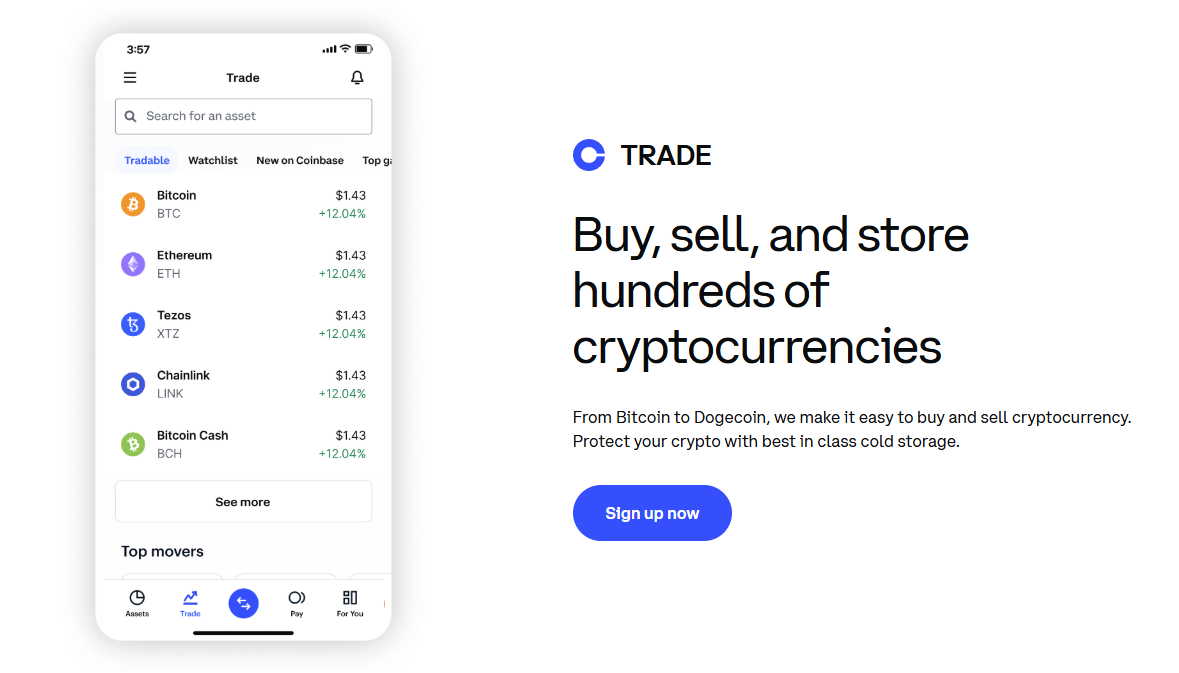 3:57
Trade
Search for an asset
Tradable Watchlist New on Coinbase Top ga
Bitcoin $1.43
BTC +12.04%
Ethereum $1.43
ETH +12.04%
Tezos $1.43
XTZ +12.04%
Chainlink $1.43
LINK +12.04%
Bitcoin Cash $1.43
BCH +12.04%
See more
Top movers
Assets Trade Pay For You
TRADE
Buy, sell, and store
hundreds of
cryptocurrencies
From Bitcoin to Dogecoin, we make it easy to buy and sell cryptocurrency.
Protect your crypto with best in class cold storage.
Sign up now